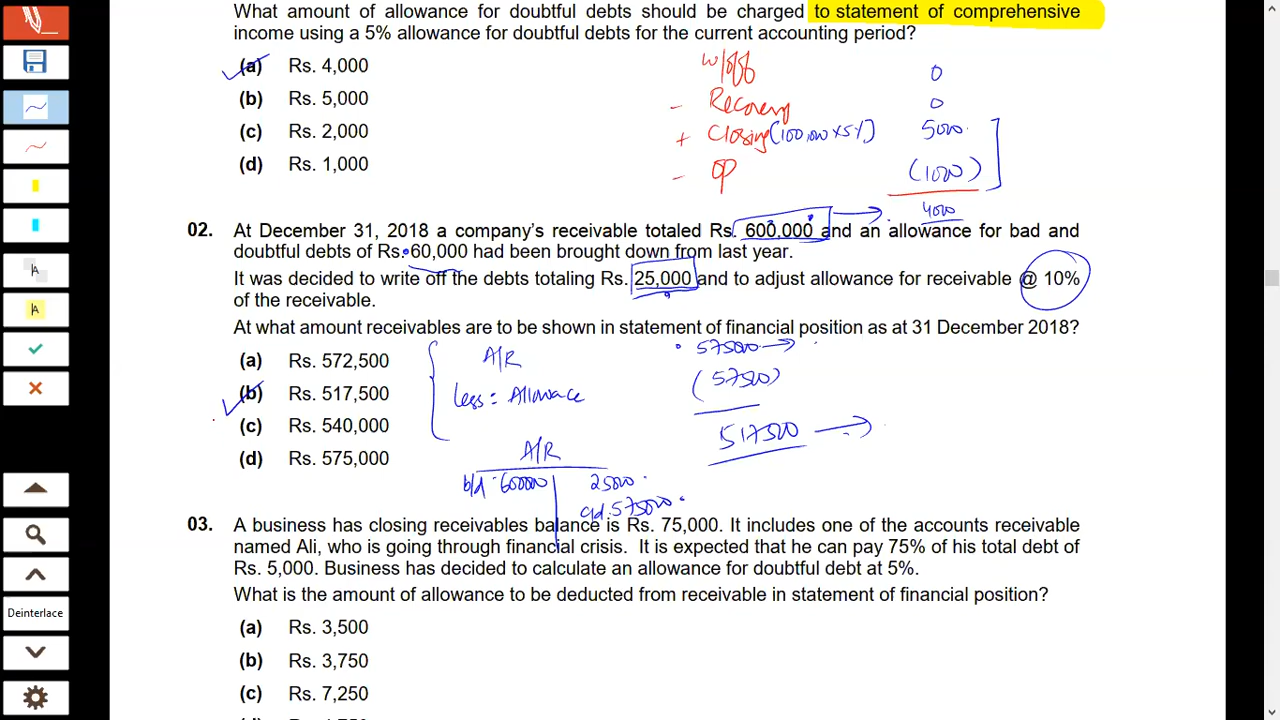 What amount of allowance for doubtful debts should be charged to statement of comprehensive
income using a 5% allowance for doubtful debts for the current accounting period?
(a) Rs. 4,000
(b) Rs. 5,000
(c) Rs. 2,000
(d) Rs. 1,000
w/off 0
- Recovery 0
+ Closing (100,000 x 5%) 5000
- OP (1000)
4000
02. At December 31, 2018 a company's receivable totaled Rs. 600,000 and an allowance for bad and
doubtful debts of Rs. 60,000 had been brought down from last year.
It was decided to write off the debts totaling Rs. 25,000 and to adjust allowance for receivable @ 10%
of the receivable.
At what amount receivables are to be shown in statement of financial position as at 31 December 2018?
(a) Rs. 572,500
(b) Rs. 517,500
(c) Rs. 540,000
(d) Rs. 575,000
A/R 575000
less: Allowance (57500)
517500
A/R
b/d 600000 25000
c/d 575000
03. A business has closing receivables balance is Rs. 75,000. It includes one of the accounts receivable
named Ali, who is going through financial crisis. It is expected that he can pay 75% of his total debt of
Rs. 5,000. Business has decided to calculate an allowance for doubtful debt at 5%.
What is the amount of allowance to be deducted from receivable in statement of financial position?
(a) Rs. 3,500
(b) Rs. 3,750
(c) Rs. 7,250
Deinterlace